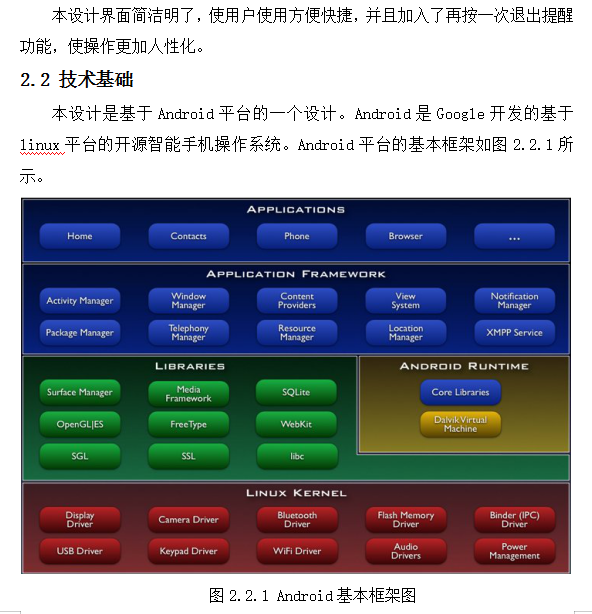 本设计界面简洁明了，使用户使用方便快捷，并且加入了再按一次退出提醒
功能，使操作更加人性化。
2.2 技术基础
本设计是基于 Android 平台的一个设计。Android 是 Google 开发的基于
linux 平台的开源智能手机操作系统。Android 平台的基本框架如图 2.2.1 所
示。
APPLICATIONS
Home
Contacts
Phone
Browser
...
APPLICATION FRAMEWORK
Activity Manager
Window
Manager
Content
Providers
View
System
Notification
Manager
Package Manager
Telephony
Manager
Resource
Manager
Location
Manager
XMPP Service
LIBRARIES
Surface Manager
Media
Framework
SQLite
OpenGL|ES
FreeType
WebKit
SGL
SSL
libc
ANDROID RUNTIME
Core Libraries
Dalvik Virtual
Machine
LINUX KERNEL
Display
Driver
Camera Driver
Bluetooth
Driver
Flash Memory
Driver
Binder (IPC)
Driver
USB Driver
Keypad Driver
WiFi Driver
Audio
Drivers
Power
Management
图 2.2.1 Android 基本框架图